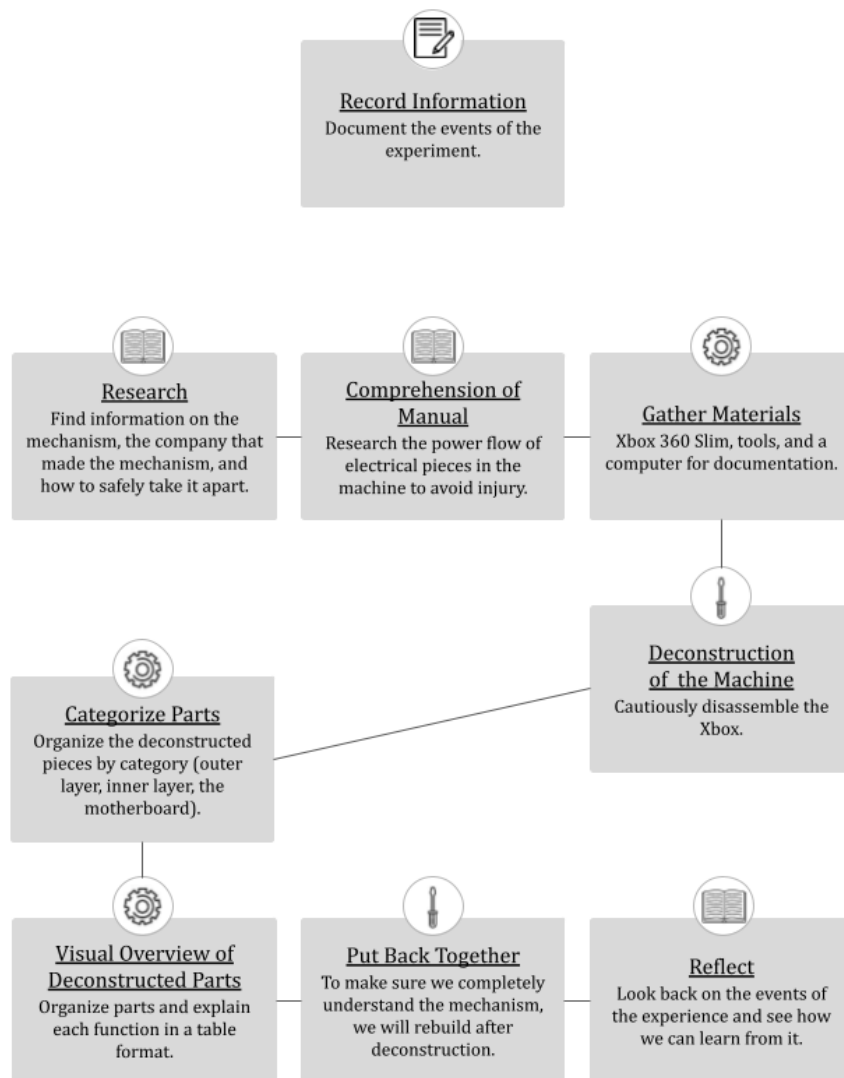 Record Information
Document the events of the
experiment.
Research
Find information on the
mechanism, the company that
made the mechanism, and
how to safely take it apart.
Comprehension of
Manual
Research the power flow of
electrical pieces in the
machine to avoid injury.
Gather Materials
Xbox 360 Slim, tools, and a
computer for documentation.
Deconstruction
of the Machine
Cautiously disassemble the
Xbox.
Categorize Parts
Organize the deconstructed
pieces by category (outer
layer, inner layer, the
motherboard).
Visual Overview of
Deconstructed Parts
Organize parts and explain
each function in a table
format.
Put Back Together
To make sure we completely
understand the mechanism,
we will rebuild after
deconstruction.
Reflect
Look back on the events of
the experience and see how
we can learn from it.